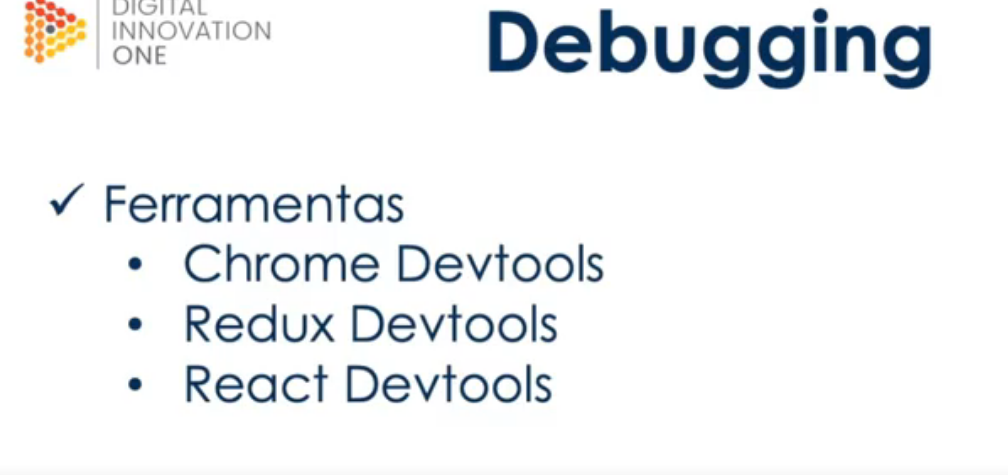 DIGITAL
INNOVATION
ONE
Debugging
✓ Ferramentas
• Chrome Devtools
• Redux Devtools
• React Devtools